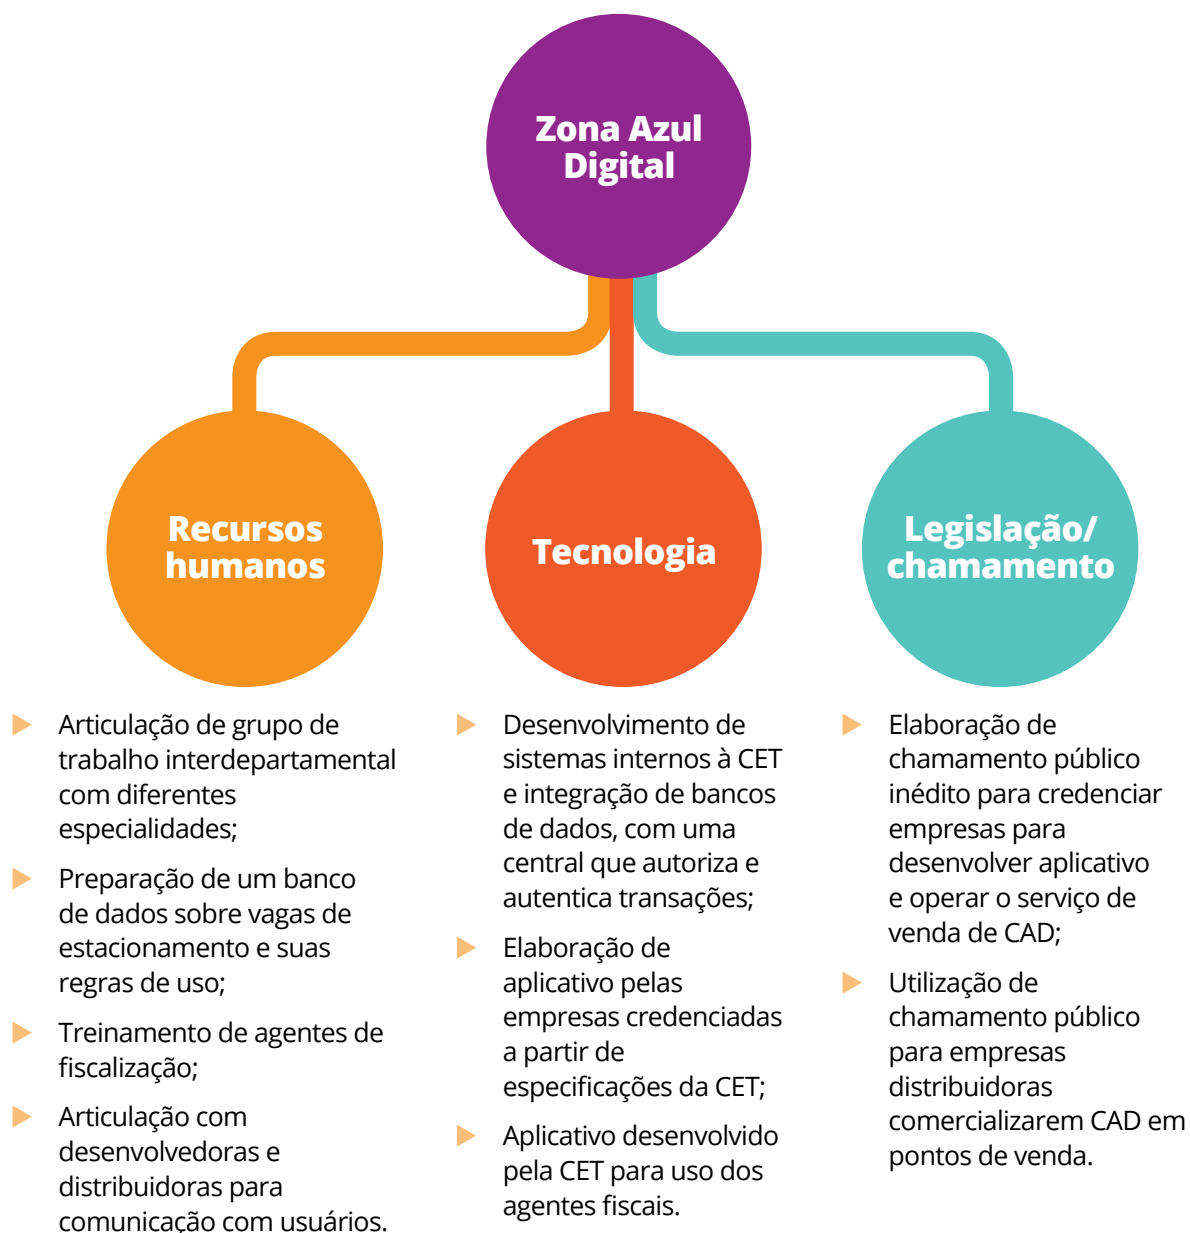 Zona Azul
Digital
Recursos
humanos
Articulação de grupo de
trabalho interdepartamental
com diferentes
especialidades;
Preparação de um banco
de dados sobre vagas de
estacionamento e suas
regras de uso;
Treinamento de agentes de
fiscalização;
Articulação com
desenvolvedoras e
distribuidoras para
comunicação com usuários.
Tecnologia
Desenvolvimento de
sistemas internos à CET
e integração de bancos
de dados, com uma
central que autoriza e
autentica transações;
Elaboração de
aplicativo pelas
empresas credenciadas
a partir de
especificações da CET;
Aplicativo desenvolvido
pela CET para uso dos
agentes fiscais.
Legislação/
chamamento
Elaboração de
chamamento público
inédito para credenciar
empresas para
desenvolver aplicativo
e operar o serviço de
venda de CAD;
Utilização de
chamamento público
para empresas
distribuidoras
comercializarem CAD em
pontos de venda.